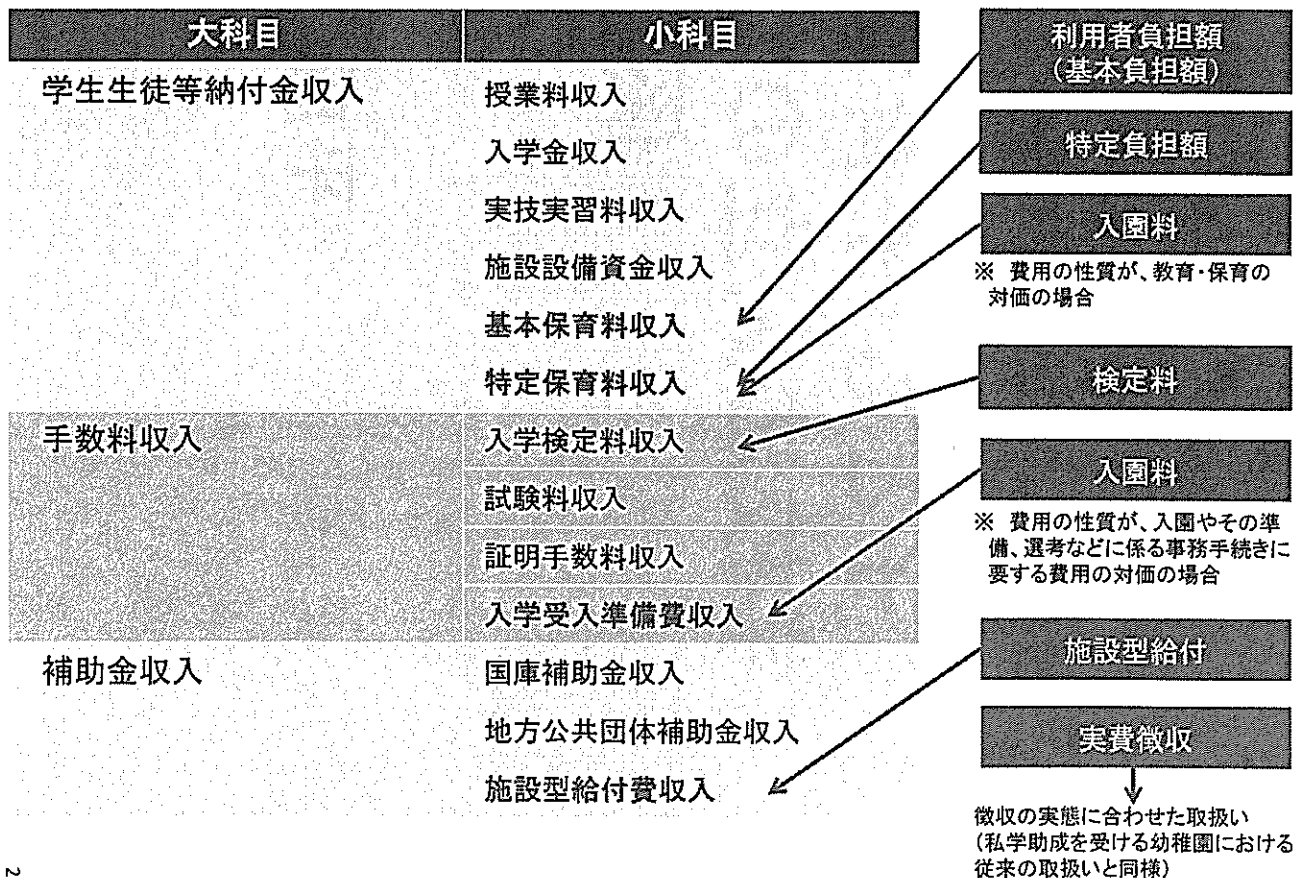 大科目
小科目
学生生徒等納付金収入
授業料収入
入学金収入
実技実習料収入
施設設備資金収入
基本保育料収入
特定保育料収入
手数料収入
入学検定料収入
試験料収入
証明手数料収入
入学受入準備費収入
補助金収入
国庫補助金収入
地方公共団体補助金収入
施設型給付費収入
利用者負担額
(基本負担額)
特定負担額
入園料
※ 費用の性質が、教育・保育の
対価の場合
検定料
入園料
※ 費用の性質が、入園やその準
備、選考などに係る事務手続きに
要する費用の対価の場合
施設型給付
実費徴収
徴収の実態に合わせた取扱い
(私学助成を受ける幼稚園における
従来の取扱いと同様)
2